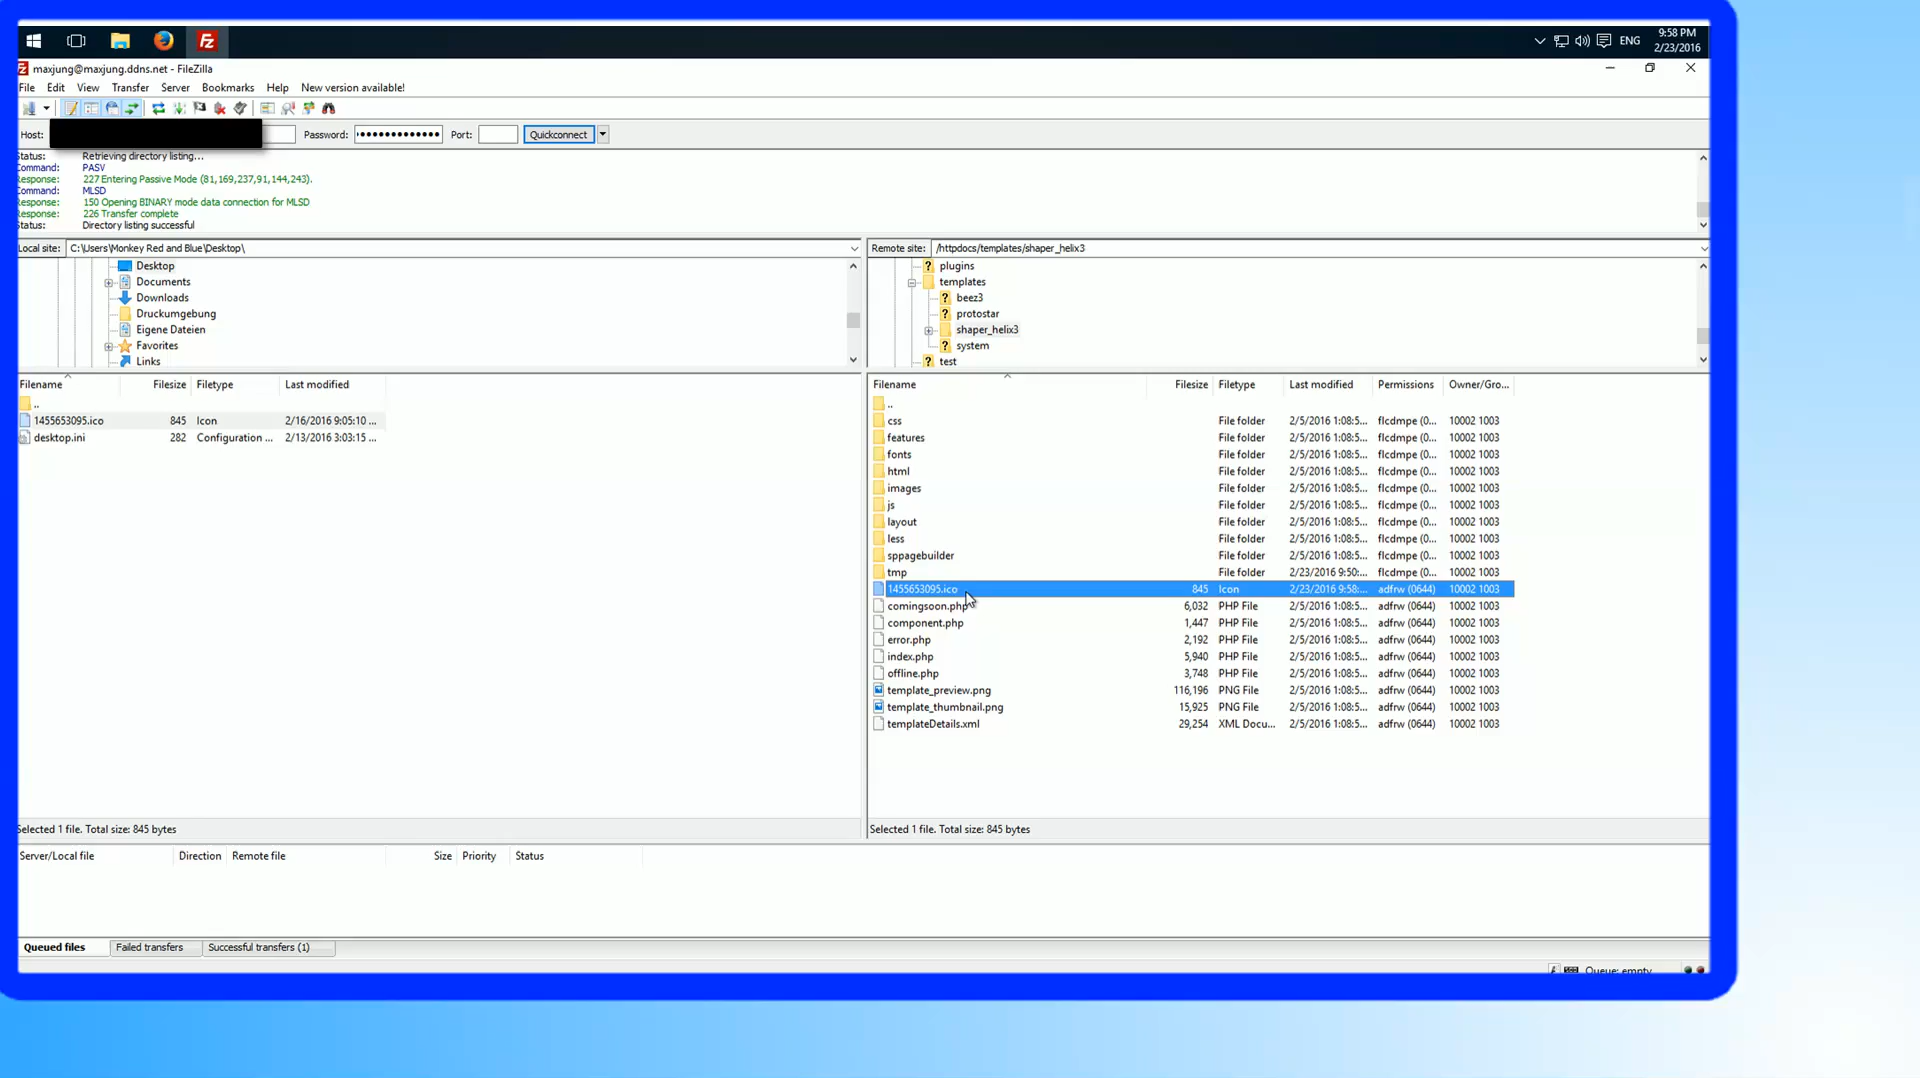 ENG
9:58 PM
2/23/2016
maxjung@maxjung.ddns.net - FileZilla
File Edit View Transfer Server Bookmarks Help New version available!
Host: Password: •••••••••••••• Port: Quickconnect
Status: Retrieving directory listing...
Command: PASV
Response: 227 Entering Passive Mode (81,169,237,91,144,243).
Command: MLSD
Response: 150 Opening BINARY mode data connection for MLSD
Response: 226 Transfer complete
Status: Directory listing successful
Local site: C:\Users\Monkey Red and Blue\Desktop\
Desktop
Documents
Downloads
Druckumgebung
Eigene Dateien
Favorites
Links
Filename Filesize Filetype Last modified
..
1455653095.ico 845 Icon 2/16/2016 9:05:10 ...
desktop.ini 282 Configuration ... 2/13/2016 3:03:15 ...
Selected 1 file. Total size: 845 bytes
Remote site: /httpdocs/templates/shaper_helix3
plugins
templates
beez3
protostar
shaper_helix3
system
test
Filename Filesize Filetype Last modified Permissions Owner/Gro...
..
css File folder 2/5/2016 1:08:5... flcdmpe (0... 10002 1003
features File folder 2/5/2016 1:08:5... flcdmpe (0... 10002 1003
fonts File folder 2/5/2016 1:08:5... flcdmpe (0... 10002 1003
html File folder 2/5/2016 1:08:5... flcdmpe (0... 10002 1003
images File folder 2/5/2016 1:08:5... flcdmpe (0... 10002 1003
js File folder 2/5/2016 1:08:5... flcdmpe (0... 10002 1003
layout File folder 2/5/2016 1:08:5... flcdmpe (0... 10002 1003
less File folder 2/5/2016 1:08:5... flcdmpe (0... 10002 1003
sppagebuilder File folder 2/5/2016 1:08:5... flcdmpe (0... 10002 1003
tmp File folder 2/23/2016 9:50:... flcdmpe (0... 10002 1003
1455653095.ico 845 Icon 2/23/2016 9:58:... adfrw (0644) 10002 1003
comingsoon.php 6,032 PHP File 2/5/2016 1:08:5... adfrw (0644) 10002 1003
component.php 1,447 PHP File 2/5/2016 1:08:5... adfrw (0644) 10002 1003
error.php 2,192 PHP File 2/5/2016 1:08:5... adfrw (0644) 10002 1003
index.php 5,940 PHP File 2/5/2016 1:08:5... adfrw (0644) 10002 1003
offline.php 3,748 PHP File 2/5/2016 1:08:5... adfrw (0644) 10002 1003
template_preview.png 116,196 PNG File 2/5/2016 1:08:5... adfrw (0644) 10002 1003
template_thumbnail.png 15,925 PNG File 2/5/2016 1:08:5... adfrw (0644) 10002 1003
templateDetails.xml 29,254 XML Docu... 2/5/2016 1:08:5... adfrw (0644) 10002 1003
Selected 1 file. Total size: 845 bytes
Server/Local file Direction Remote file Size Priority Status
Queued files Failed transfers Successful transfers (1)
Queue: empty